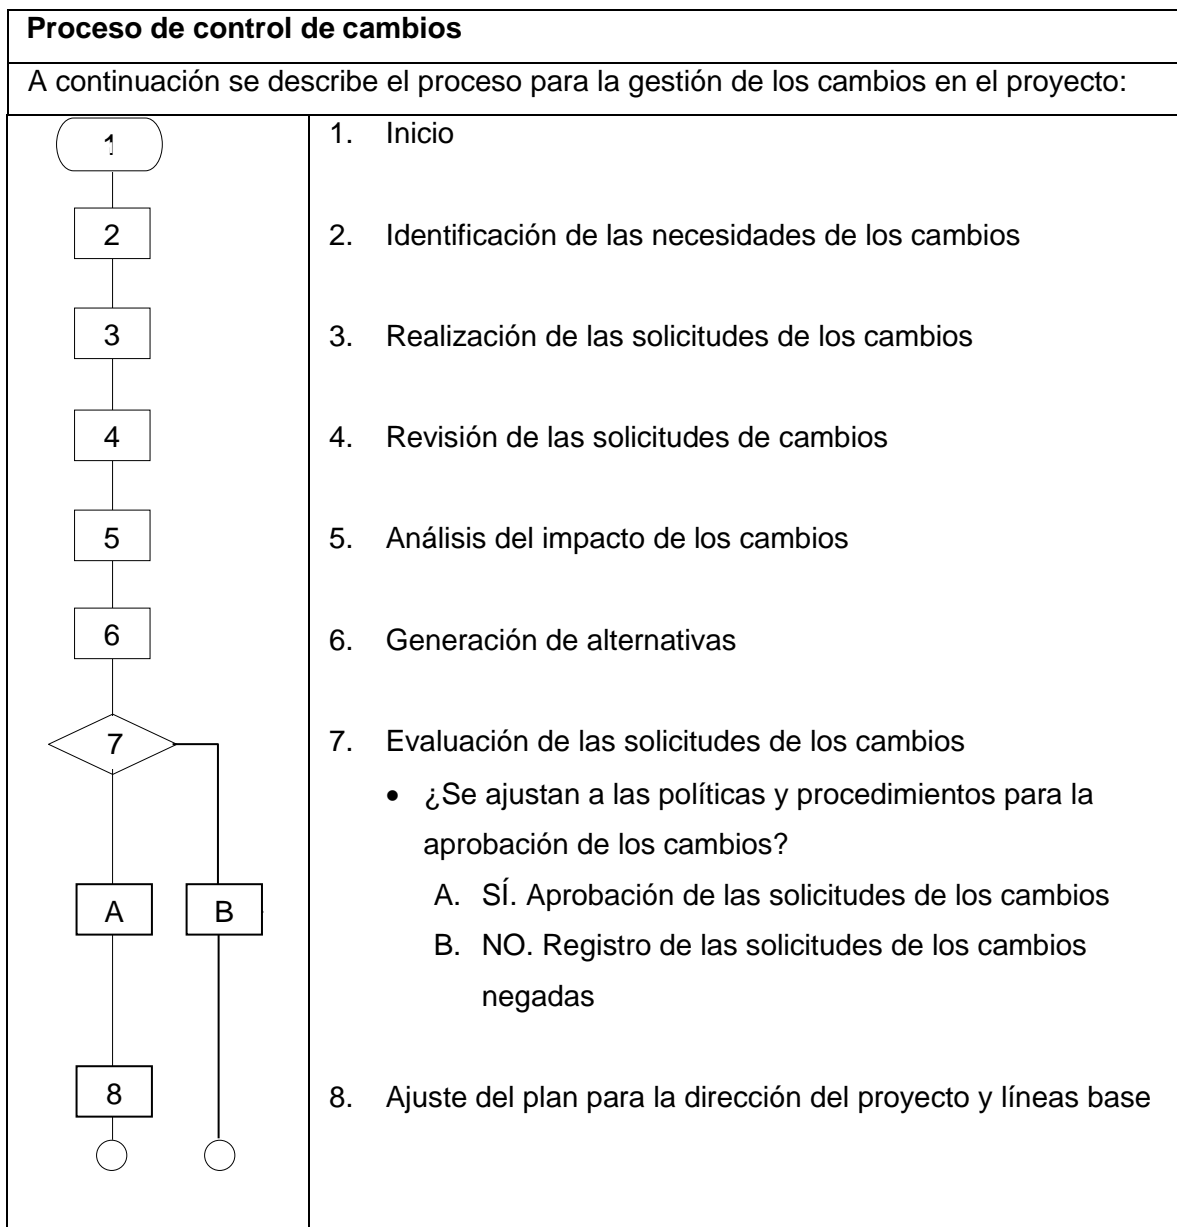 Proceso de control de cambios
A continuación se describe el proceso para la gestión de los cambios en el proyecto:
1
1. Inicio
2
2. Identificación de las necesidades de los cambios
3
3. Realización de las solicitudes de los cambios
4
4. Revisión de las solicitudes de cambios
5
5. Análisis del impacto de los cambios
6
6. Generación de alternativas
7
7. Evaluación de las solicitudes de los cambios
• ¿Se ajustan a las políticas y procedimientos para la
aprobación de los cambios?
A B
A. SÍ. Aprobación de las solicitudes de los cambios
B. NO. Registro de las solicitudes de los cambios
negadas
8
8. Ajuste del plan para la dirección del proyecto y líneas base